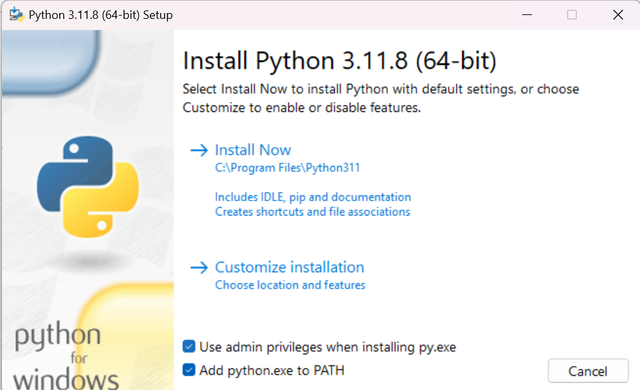 Python 3.11.8 (64-bit) Setup
Install Python 3.11.8 (64-bit)
Select Install Now to install Python with default settings, or choose
Customize to enable or disable features.
Install Now
C:\Program Files\Python311
Includes IDLE, pip and documentation
Creates shortcuts and file associations
Customize installation
Choose location and features
python
for
windows
Use admin privileges when installing py.exe
Add python.exe to PATH
Cancel